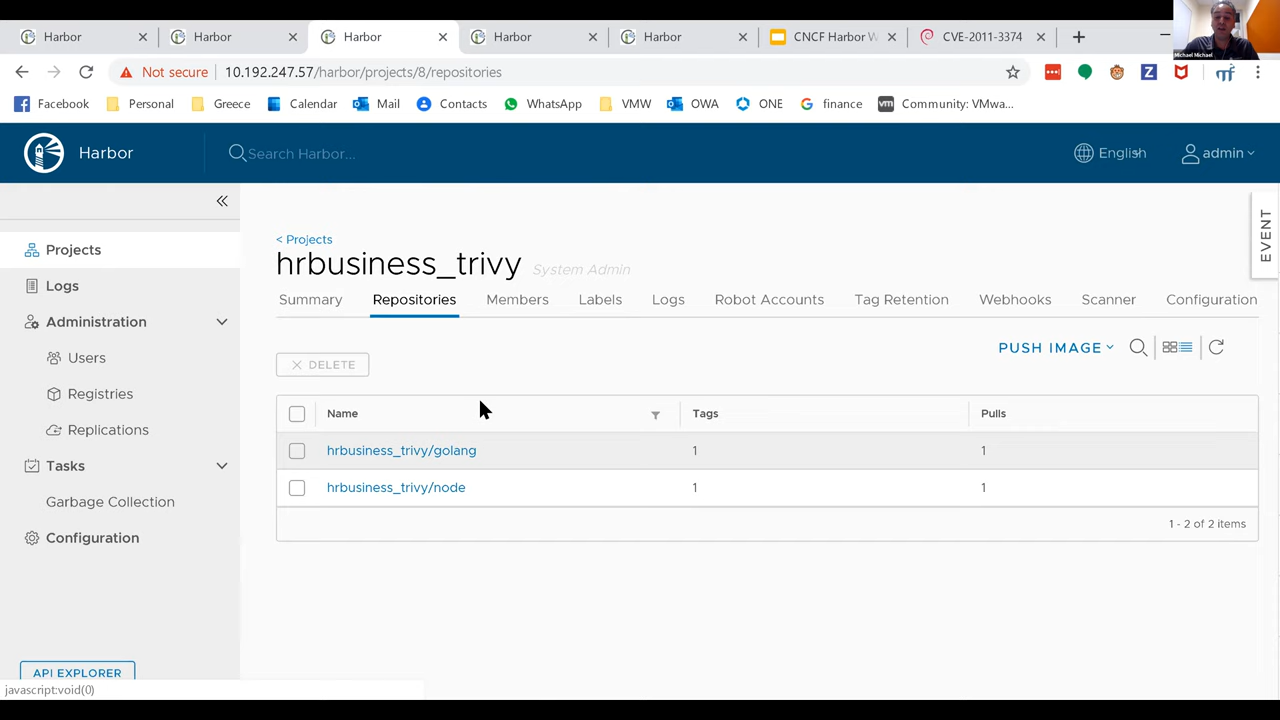 Harbor
Harbor
Harbor
Harbor
Harbor
CNCF Harbor W
CVE-2011-3374
Michael Michael
Not secure 10.192.247.57/harbor/projects/8/repositories
Facebook Personal Greece Calendar Mail Contacts WhatsApp VMW OWA ONE finance Community: VMwa...
Harbor
Search Harbor...
English
admin
Projects
Logs
Administration
Users
Registries
Replications
Tasks
Garbage Collection
Configuration
API EXPLORER
javascript:void(0)
< Projects
hrbusiness_trivy System Admin
Summary Repositories Members Labels Logs Robot Accounts Tag Retention Webhooks Scanner Configuration
PUSH IMAGE
DELETE
Name Tags Pulls
hrbusiness_trivy/golang 1 1
hrbusiness_trivy/node 1 1
1 - 2 of 2 items
EVENT